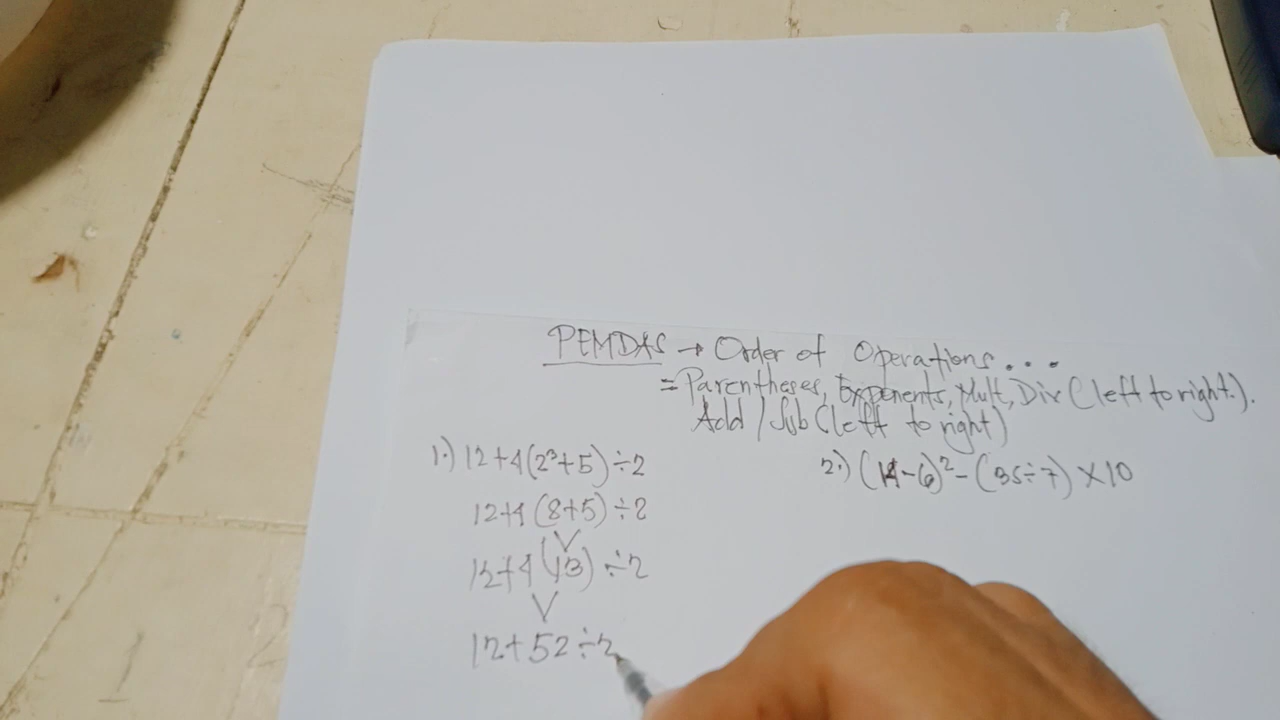 PEMDAS → Order of Operations...
= Parentheses, Exponents, Mult, Div (left to right.).
Add / Sub (left to right)
1.) 12+4(2³+5)÷2
12+4(8+5)÷2
12+4(13)÷2
12+52÷2
2.) (14-6)²-(35÷7)×10